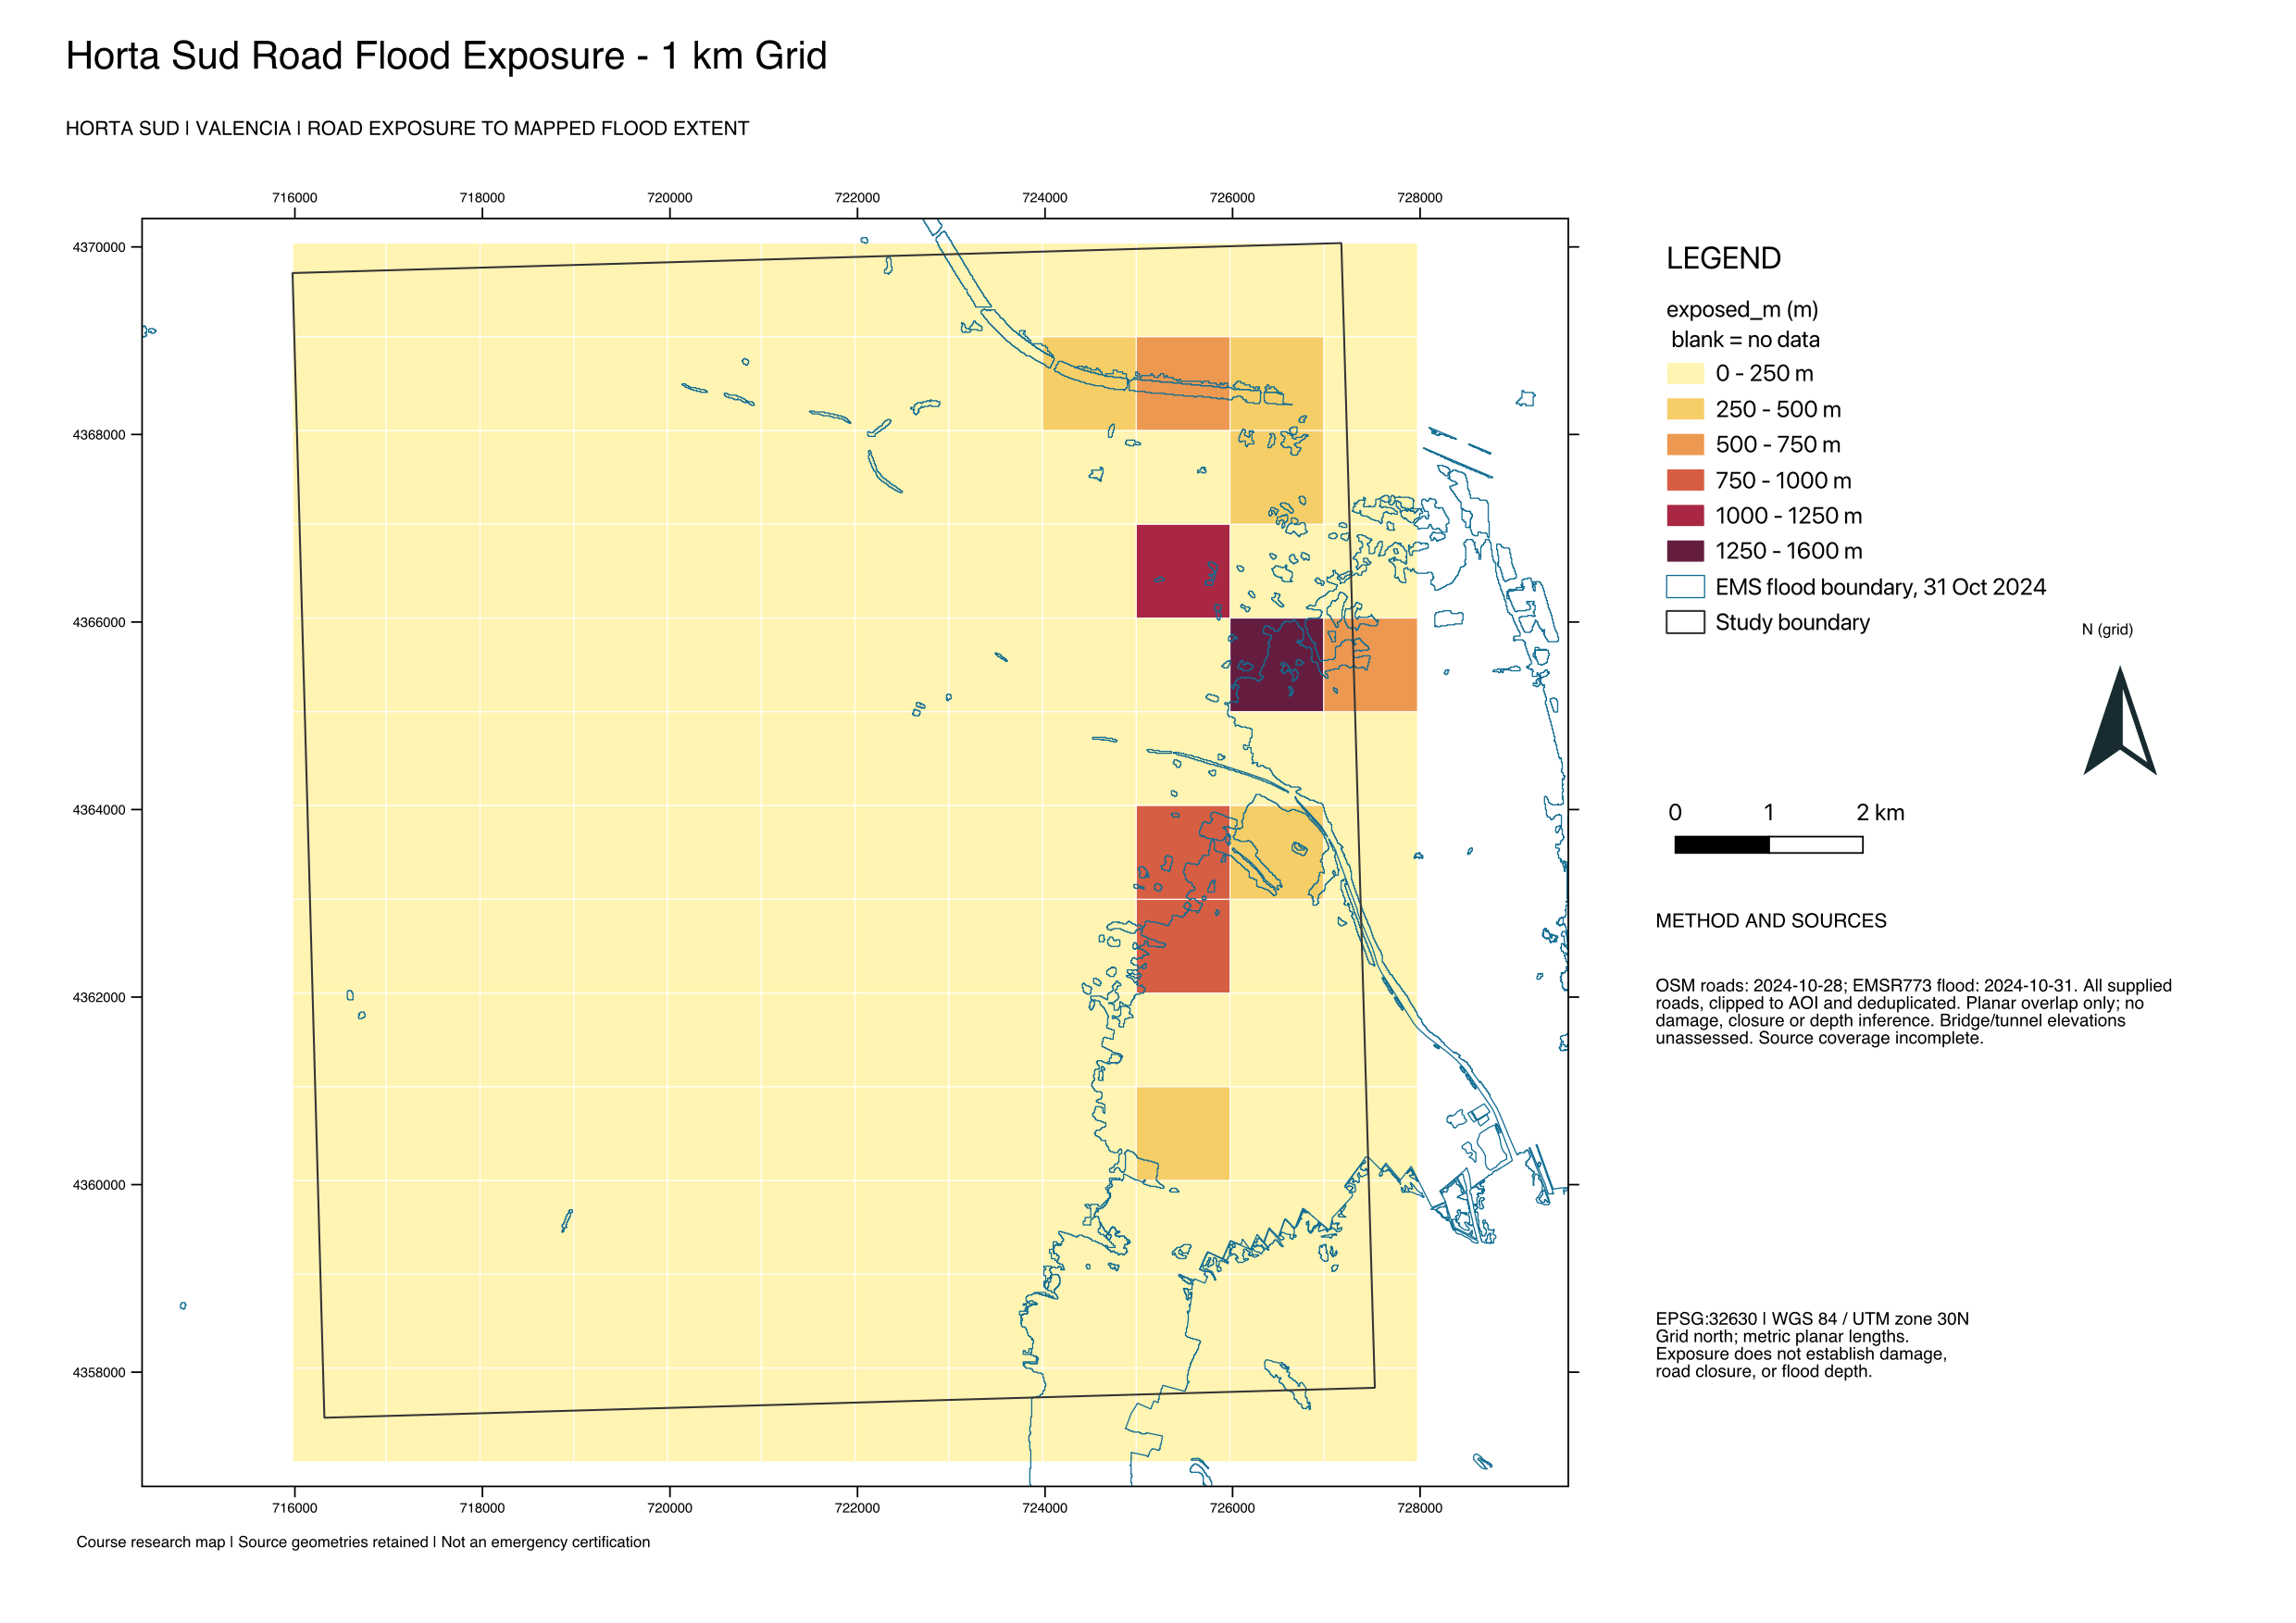 Horta Sud Road Flood Exposure - 1 km Grid
HORTA SUD | VALENCIA | ROAD EXPOSURE TO MAPPED FLOOD EXTENT
716000 718000 720000 722000 724000 726000 728000
4370000
4368000
4366000
4364000
4362000
4360000
4358000
716000 718000 720000 722000 724000 726000 728000
LEGEND
exposed_m (m)
blank = no data
0 - 250 m
250 - 500 m
500 - 750 m
750 - 1000 m
1000 - 1250 m
1250 - 1600 m
EMS flood boundary, 31 Oct 2024
Study boundary
N (grid)
0 1 2 km
METHOD AND SOURCES
OSM roads: 2024-10-28; EMSR773 flood: 2024-10-31. All supplied
roads, clipped to AOI and deduplicated. Planar overlap only; no
damage, closure or depth inference. Bridge/tunnel elevations
unassessed. Source coverage incomplete.
EPSG:32630 | WGS 84 / UTM zone 30N
Grid north; metric planar lengths.
Exposure does not establish damage,
road closure, or flood depth.
Course research map | Source geometries retained | Not an emergency certification